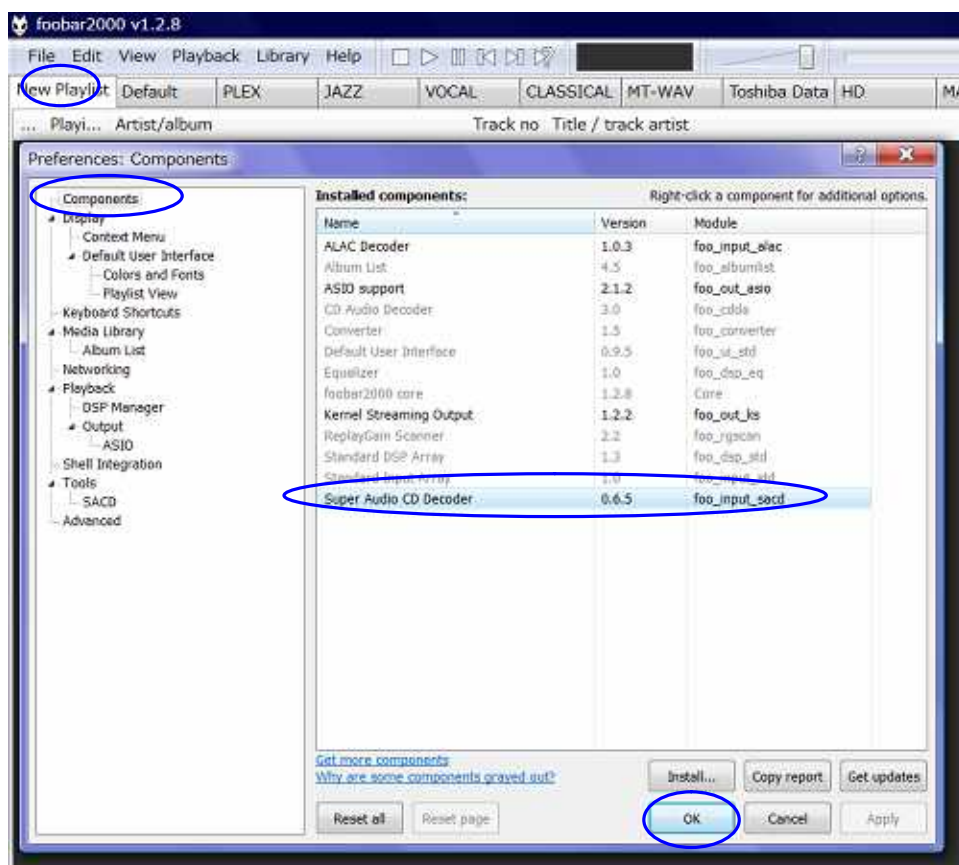 foobar2000 v1.2.8
File Edit View Playback Library Help
New Playlist Default PLEX JAZZ VOCAL CLASSICAL MT-WAV Toshiba Data HD MA
... Playi... Artist/album Track no Title / track artist
Preferences: Components
Components
Display
Context Menu
Default User Interface
Colors and Fonts
Playlist View
Keyboard Shortcuts
Media Library
Album List
Networking
Playback
DSP Manager
Output
ASIO
Shell Integration
Tools
SACD
Advanced
Installed components: Right-click a component for additional options.
Name Version Module
ALAC Decoder 1.0.3 foo_input_alac
Album List 4.5 foo_albumlist
ASIO support 2.1.2 foo_out_asio
CD Audio Decoder 3.0 foo_cdda
Converter 1.5 foo_converter
Default User Interface 0.9.5 foo_ui_std
Equalizer 1.0 foo_dsp_eq
foobar2000 core 1.2.8 Core
Kernel Streaming Output 1.2.2 foo_out_ks
ReplayGain Scanner 2.2 foo_rgscan
Standard DSP Array 1.3 foo_dsp_std
Standard Input Array 1.0 foo_input_std
Super Audio CD Decoder 0.6.5 foo_input_sacd
Get more components
Why are some components grayed out?
Install... Copy report Get updates
Reset all Reset page OK Cancel Apply